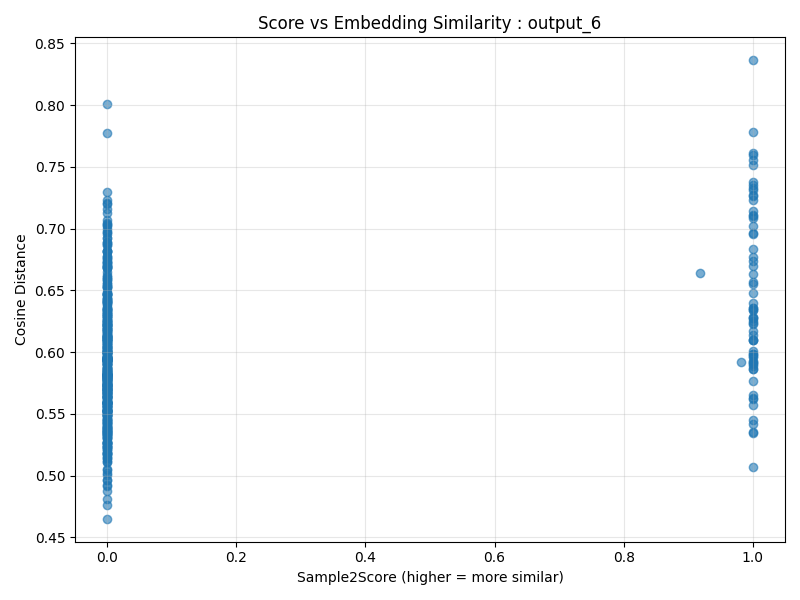 Score vs Embedding Similarity : output_6
0.85
0.80
0.75
0.70
0.65
0.60
0.55
0.50
0.45
Cosine Distance
0.0 0.2 0.4 0.6 0.8 1.0
Sample2Score (higher = more similar)